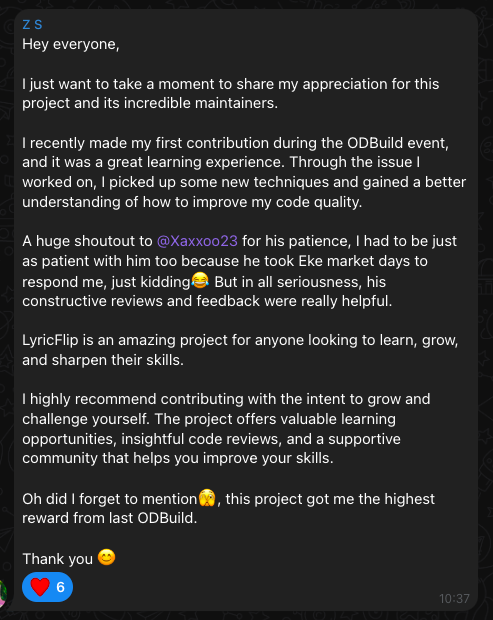 Z S
Hey everyone,
I just want to take a moment to share my appreciation for this
project and its incredible maintainers.
I recently made my first contribution during the ODBuild event,
and it was a great learning experience. Through the issue I
worked on, I picked up some new techniques and gained a better
understanding of how to improve my code quality.
A huge shoutout to @Xaxxoo23 for his patience, I had to be just
as patient with him too because he took Eke market days to
respond me, just kidding😂 But in all seriousness, his
constructive reviews and feedback were really helpful.
LyricFlip is an amazing project for anyone looking to learn, grow,
and sharpen their skills.
I highly recommend contributing with the intent to grow and
challenge yourself. The project offers valuable learning
opportunities, insightful code reviews, and a supportive
community that helps you improve your skills.
Oh did I forget to mention🫣, this project got me the highest
reward from last ODBuild.
Thank you 😊
❤️ 6
10:37